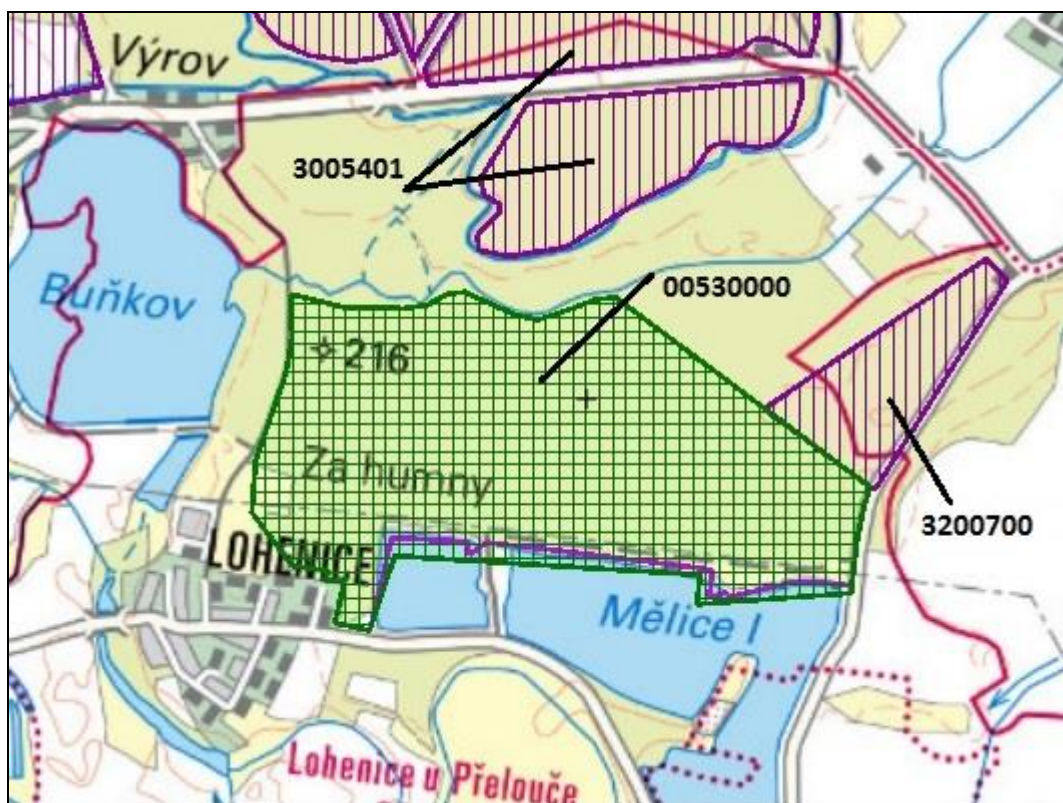 Výrov
3005401
Buňkov
00530000
216
Za humny
3200700
LOHENICE
Mělice I
Lohenice u Přelouče